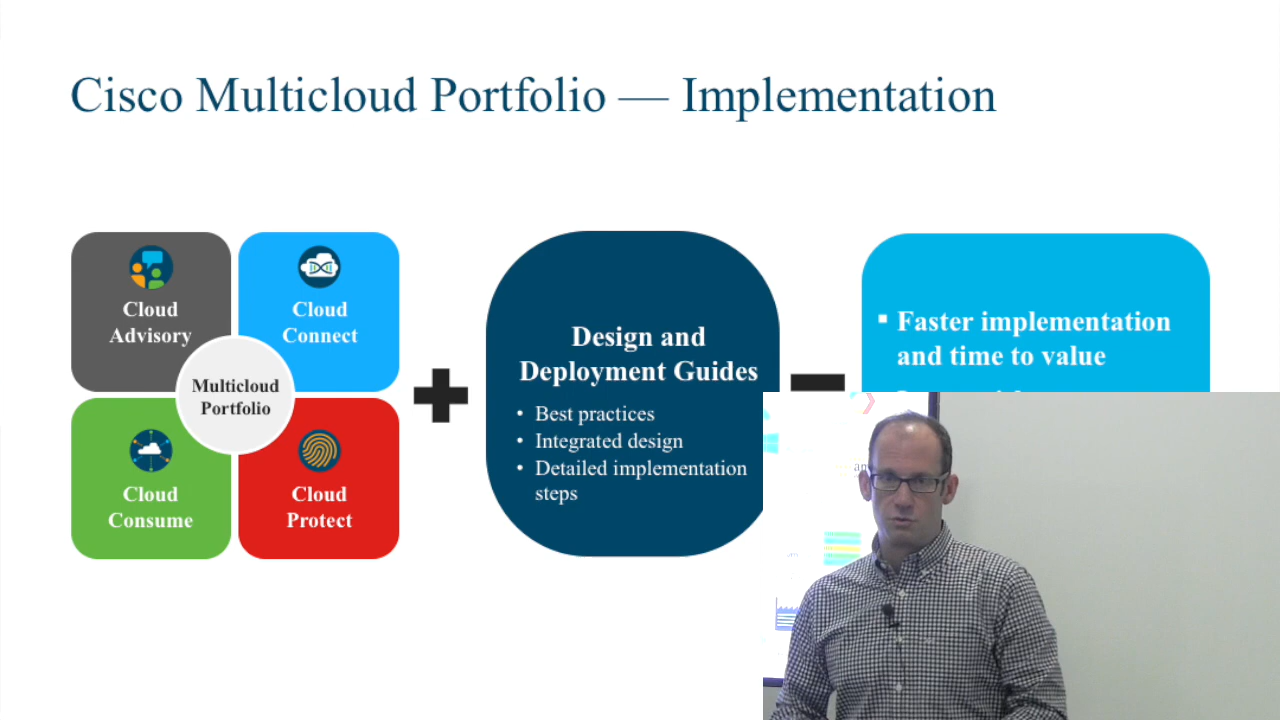 Cisco Multicloud Portfolio — Implementation
Cloud
Advisory
Cloud
Connect
Multicloud
Portfolio
Cloud
Consume
Cloud
Protect
Design and
Deployment Guides
• Best practices
• Integrated design
• Detailed implementation
steps
▪ Faster implementation
and time to value